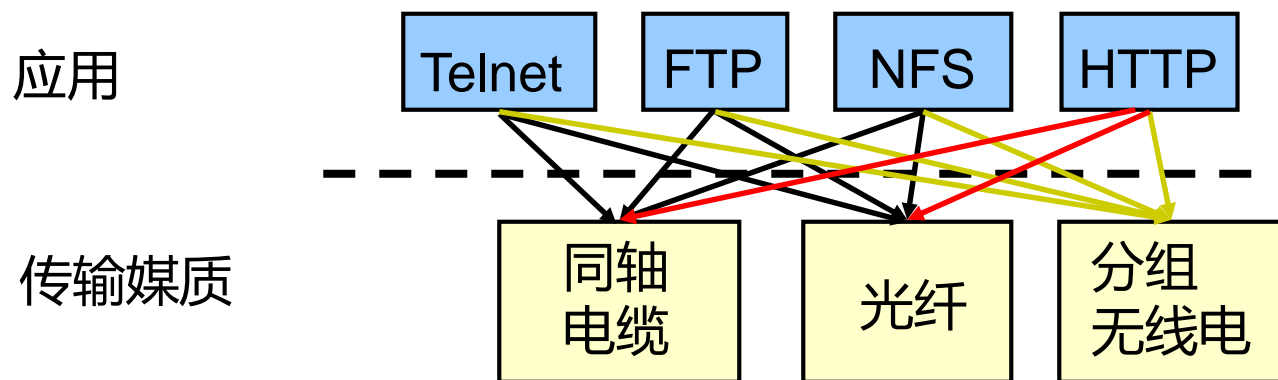 应用
Telnet
FTP
NFS
HTTP
传输媒质
同轴
电缆
光纤
分组
无线电